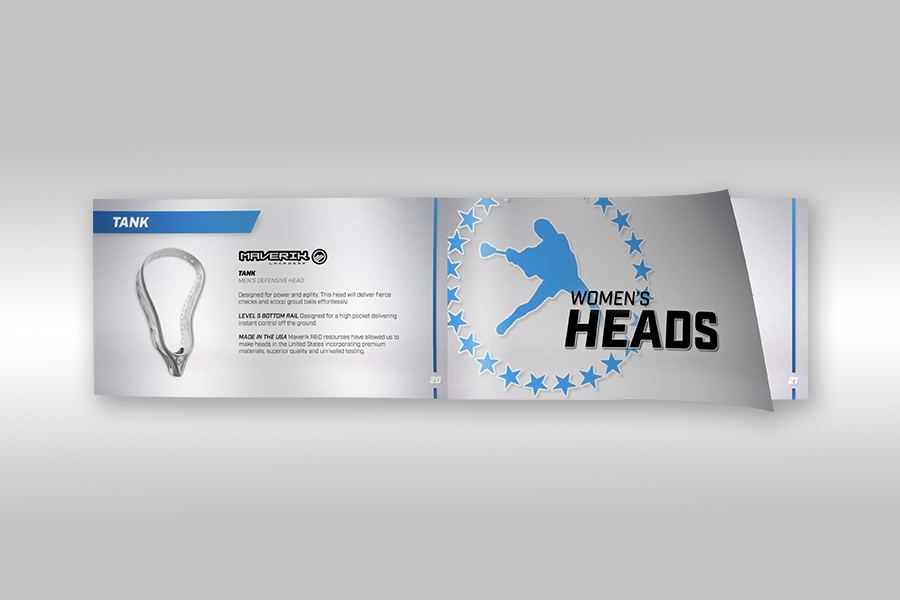 TANK
MAVERIK
LACROSSE
TANK
MEN'S DEFENSIVE HEAD
Designed for power and agility. This head will deliver fierce
checks and scoop groud balls effortlessly.
LEVEL 5 BOTTOM RAIL Designed for a high pocket delivering
instant control off the ground.
MADE IN THE USA Maverik R&D resources have allowed us to
make heads in the United States incorporating premium
materials, superior quality and unriveled testing.
20
WOMEN'S
HEADS
21